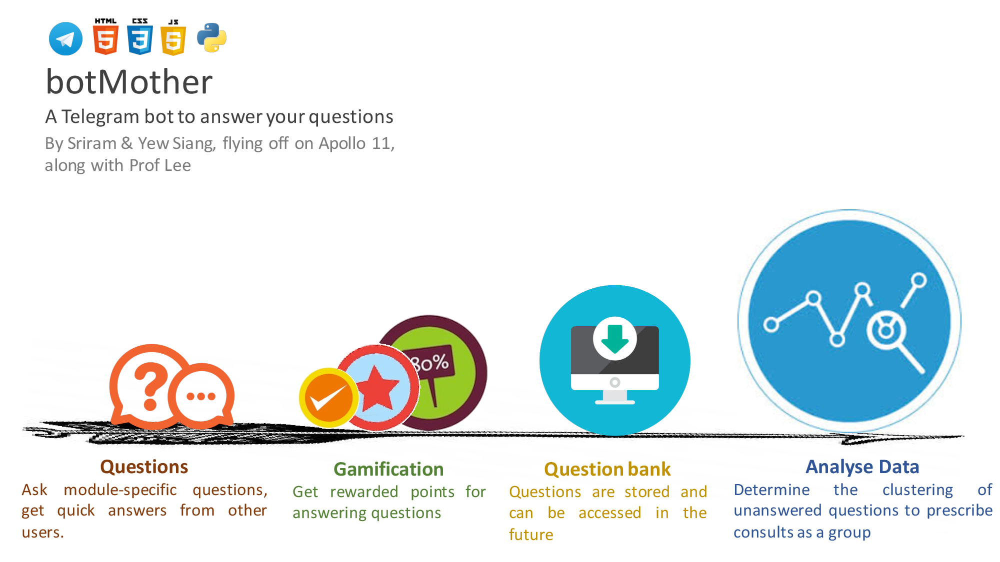 HTML CSS JS
botMother
A Telegram bot to answer your questions
By Sriram & Yew Siang, flying off on Apollo 11,
along with Prof Lee
80%
Questions
Ask module-specific questions,
get quick answers from other
users.
Gamification
Get rewarded points for
answering questions
Question bank
Questions are stored and
can be accessed in the
future
Analyse Data
Determine the clustering of
unanswered questions to prescribe
consults as a group